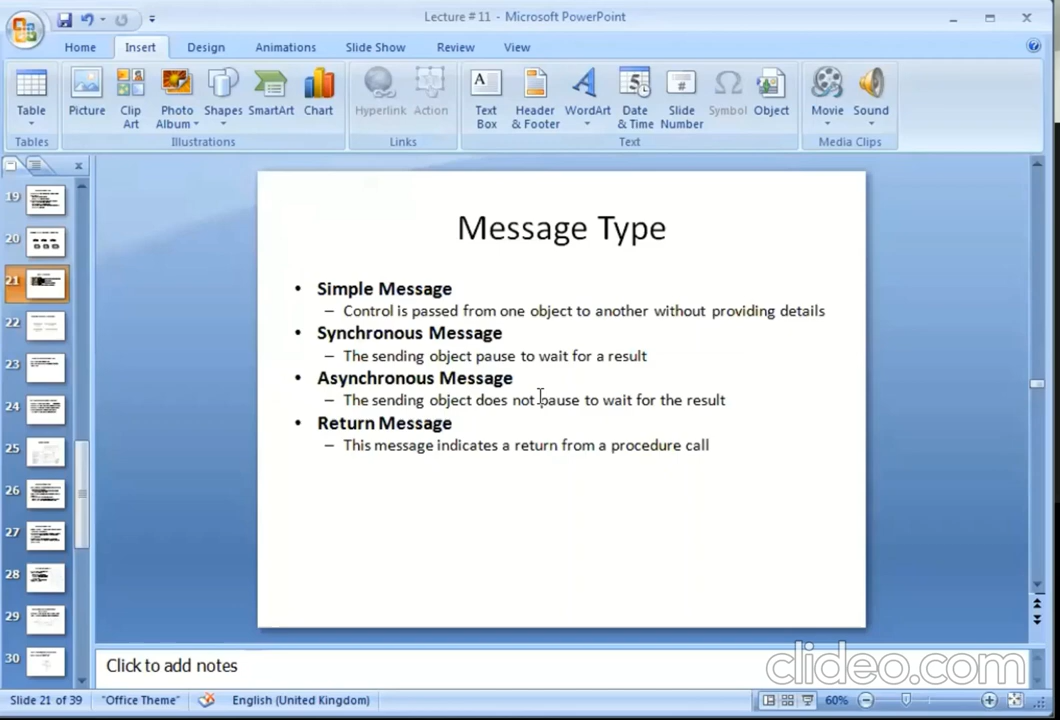 Lecture # 11 - Microsoft PowerPoint
Home Insert Design Animations Slide Show Review View
Table Picture Clip Art Photo Album Shapes SmartArt Chart Hyperlink Action Text Box Header & Footer WordArt Date & Time Slide Number Symbol Object Movie Sound
Tables Illustrations Links Text Media Clips
19
20
21
22
23
24
25
26
27
28
29
30
Message Type
• Simple Message
– Control is passed from one object to another without providing details
• Synchronous Message
– The sending object pause to wait for a result
• Asynchronous Message
– The sending object does not pause to wait for the result
• Return Message
– This message indicates a return from a procedure call
Click to add notes
clideo.com
Slide 21 of 39 "Office Theme" English (United Kingdom) 60%